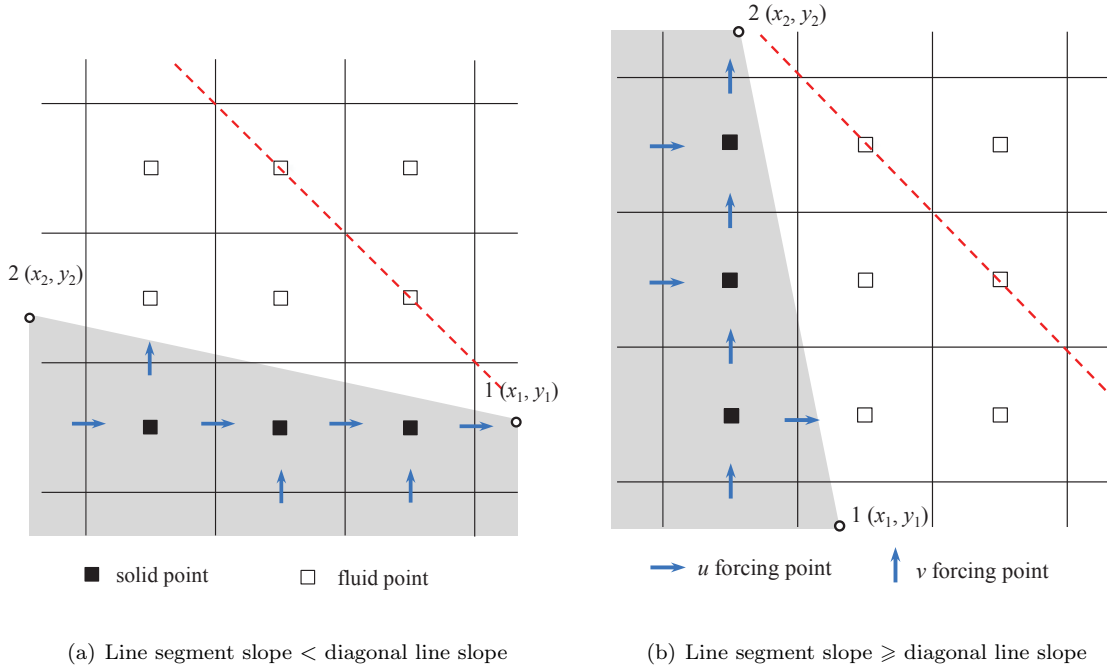 2 (x₂, y₂)
1 (x₁, y₁)
solid point
fluid point
(a) Line segment slope < diagonal line slope
2 (x₂, y₂)
1 (x₁, y₁)
u forcing point
v forcing point
(b) Line segment slope ⩾ diagonal line slope